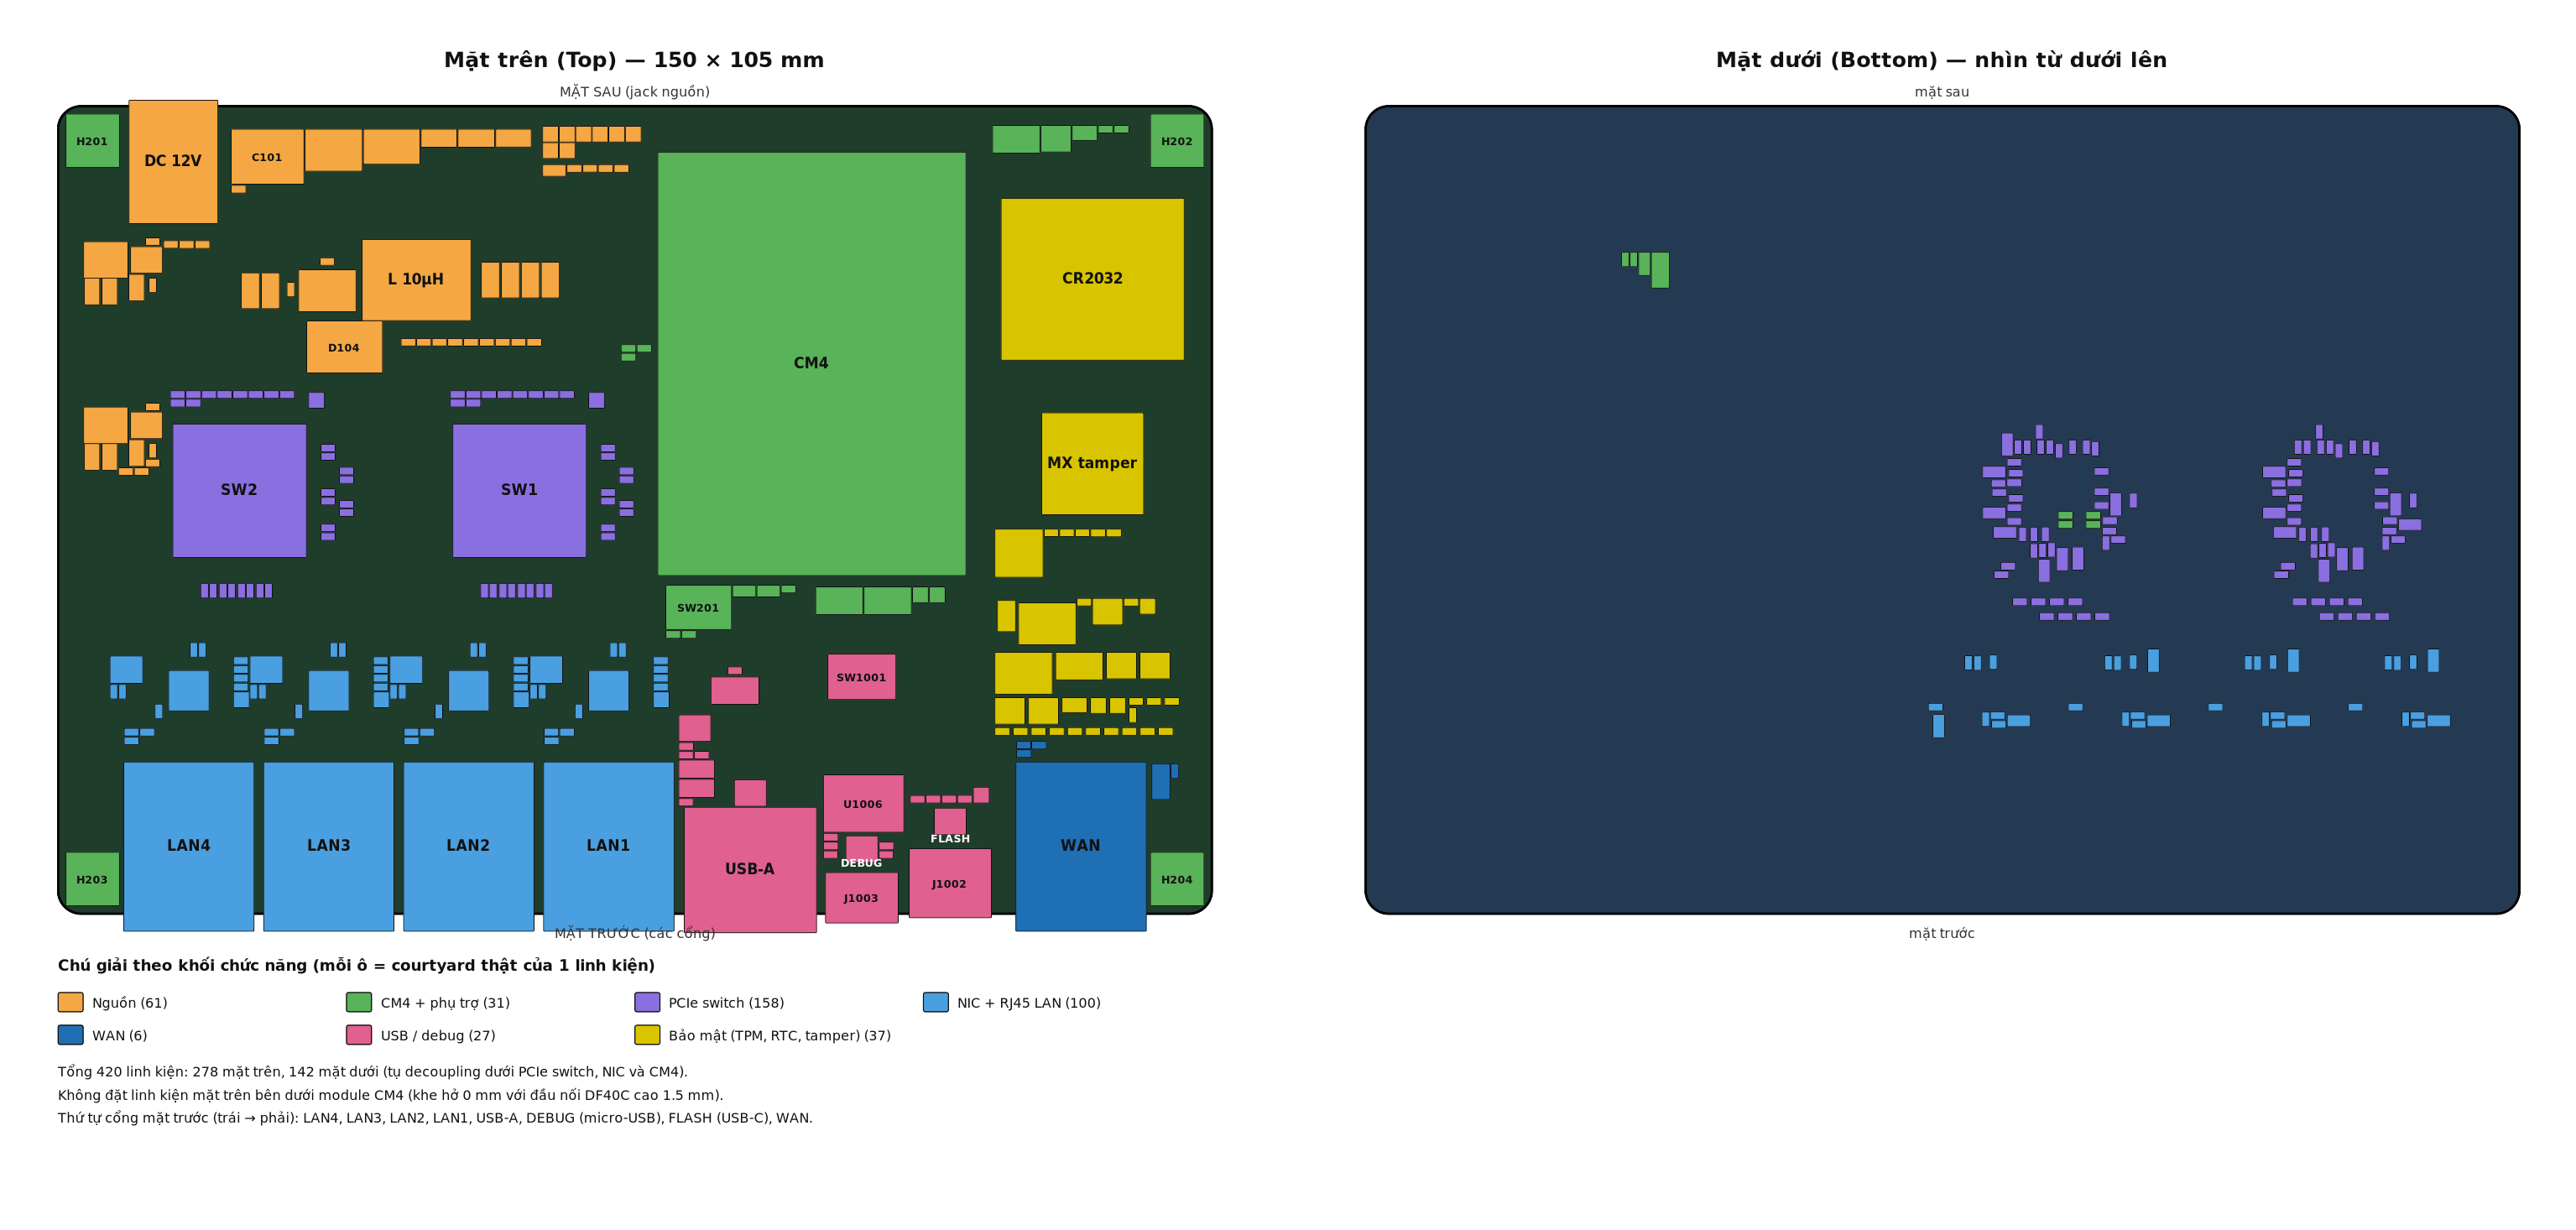 Mặt trên (Top) — 150 × 105 mm
MẶT SAU (jack nguồn)
H201
DC 12V
C101
H202
L 10µH
CR2032
D104
CM4
MX tamper
SW2
SW1
SW201
SW1001
U1006
FLASH
LAN4
LAN3
LAN2
LAN1
WAN
DEBUG
USB-A
H203
J1003
J1002
H204
MẶT TRƯỚC (các cổng)
Mặt dưới (Bottom) — nhìn từ dưới lên
mặt sau
mặt trước
Chú giải theo khối chức năng (mỗi ô = courtyard thật của 1 linh kiện)
Nguồn (61)
CM4 + phụ trợ (31)
PCIe switch (158)
NIC + RJ45 LAN (100)
WAN (6)
USB / debug (27)
Bảo mật (TPM, RTC, tamper) (37)
Tổng 420 linh kiện: 278 mặt trên, 142 mặt dưới (tụ decoupling dưới PCIe switch, NIC và CM4).
Không đặt linh kiện mặt trên bên dưới module CM4 (khe hở 0 mm với đầu nối DF40C cao 1.5 mm).
Thứ tự cổng mặt trước (trái → phải): LAN4, LAN3, LAN2, LAN1, USB-A, DEBUG (micro-USB), FLASH (USB-C), WAN.